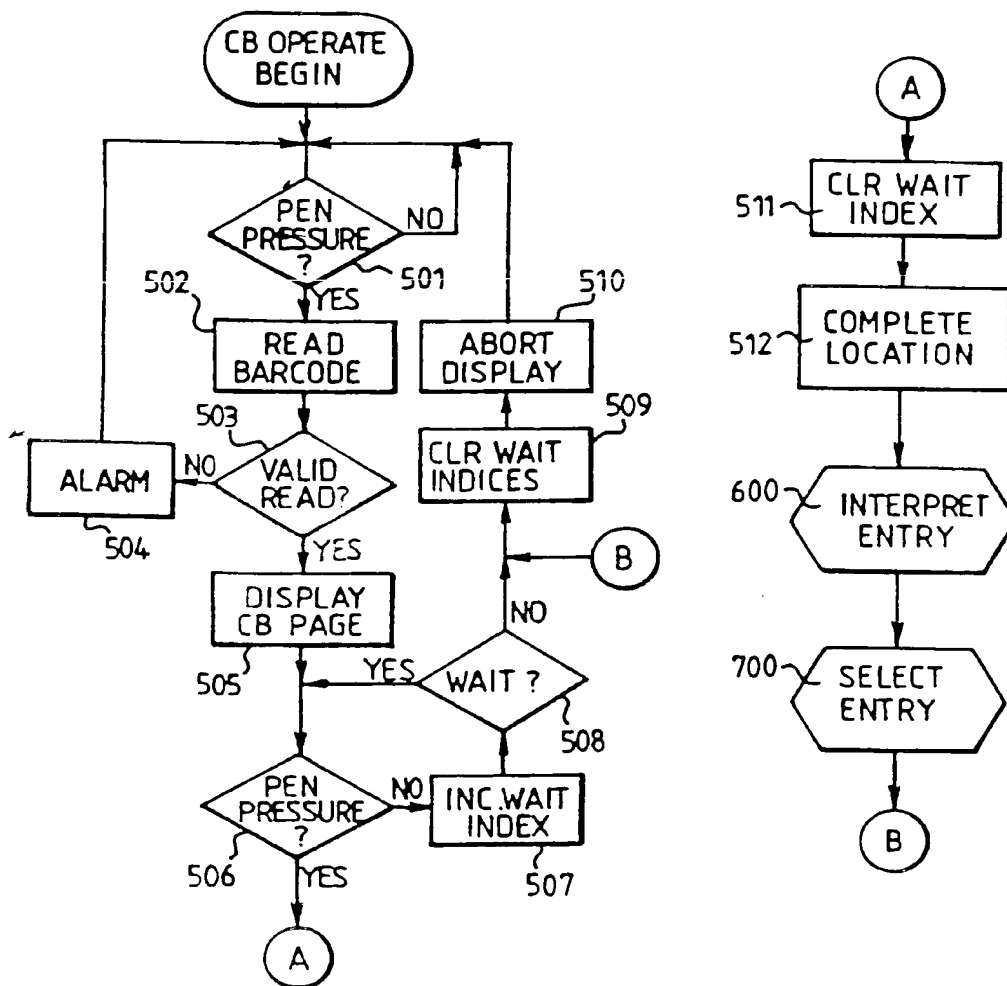 CB OPERATE
BEGIN
PEN
PRESSURE
?
NO
501
YES
502
READ
BARCODE
503
VALID
READ?
NO
ALARM
504
YES
DISPLAY
CB PAGE
505
PEN
PRESSURE
?
506
NO
YES
A
INC.WAIT
INDEX
507
WAIT ?
508
YES
NO
B
CLR WAIT
INDICES
509
ABORT
DISPLAY
510
A
CLR WAIT
INDEX
511
COMPLETE
LOCATION
512
INTERPRET
ENTRY
600
SELECT
ENTRY
700
B